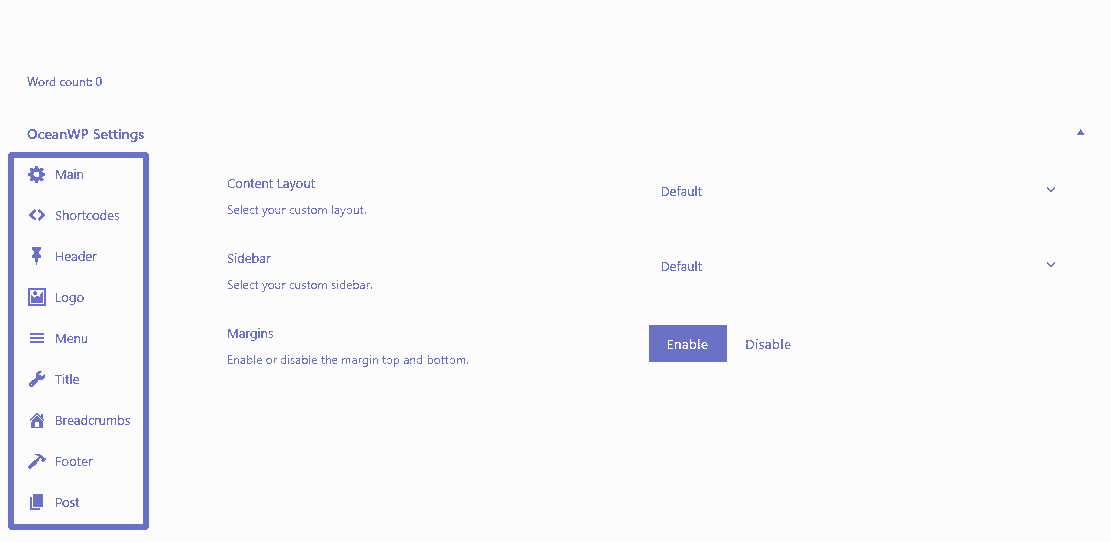 Word count: 0
OceanWP Settings
Main
Shortcodes
Header
Logo
Menu
Title
Breadcrumbs
Footer
Post
Content Layout
Select your custom layout.
Default
Sidebar
Select your custom sidebar.
Default
Margins
Enable or disable the margin top and bottom.
Enable Disable